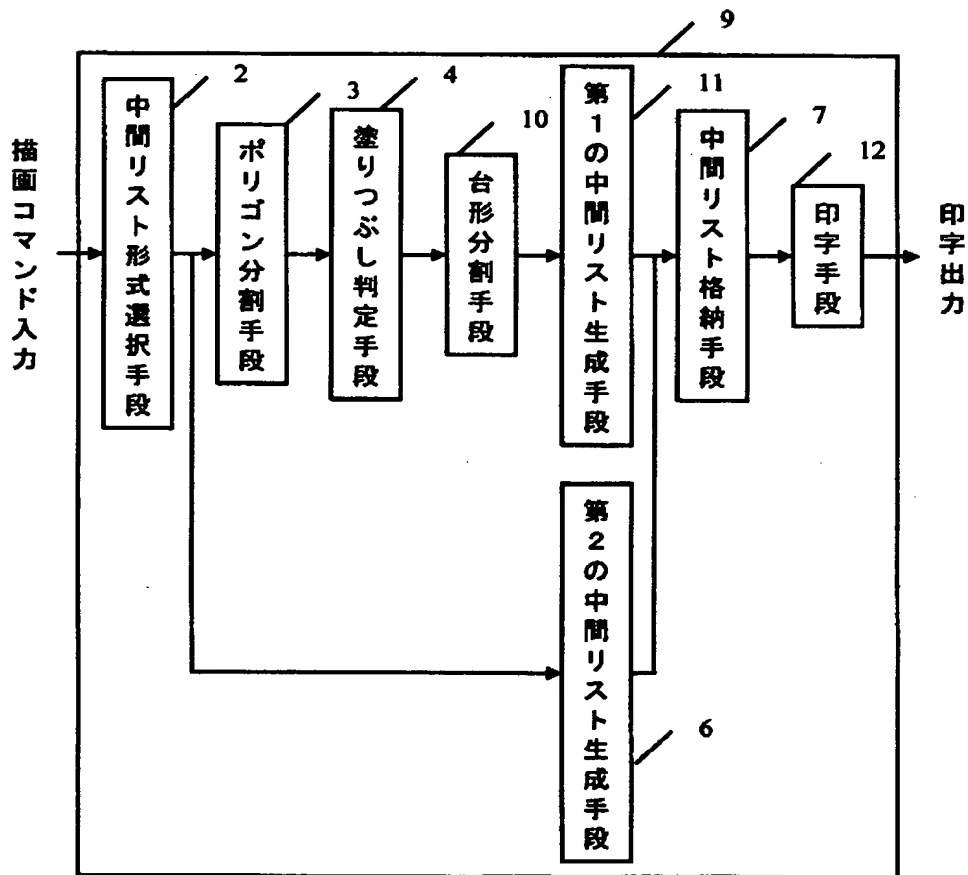 9
2
3
4
10
11
7
12
描画コマンド入力
中間リスト形式選択手段
ポリゴン分割手段
塗りつぶし判定手段
台形分割手段
第1の中間リスト生成手段
中間リスト格納手段
印字手段
印字出力
第2の中間リスト生成手段
6